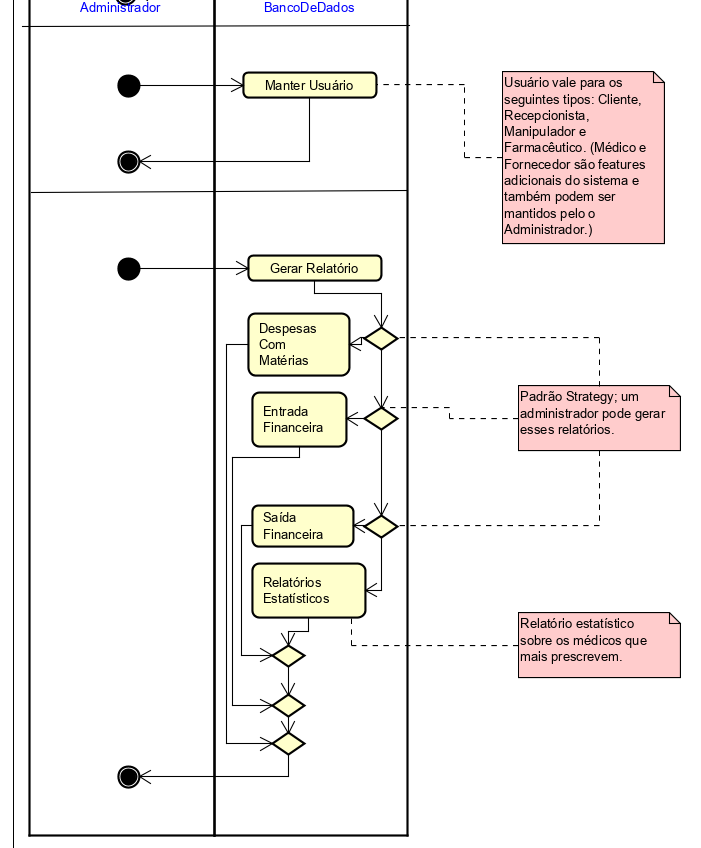 Administrador
BancoDeDados
Manter Usuário
Usuário vale para os
seguintes tipos: Cliente,
Recepcionista,
Manipulador e
Farmacêutico. (Médico e
Fornecedor são features
adicionais do sistema e
também podem ser
mantidos pelo o
Administrador.)
Gerar Relatório
Despesas
Com
Matérias
Entrada
Financeira
Padrão Strategy; um
administrador pode gerar
esses relatórios.
Saída
Financeira
Relatórios
Estatísticos
Relatório estatístico
sobre os médicos que
mais prescrevem.